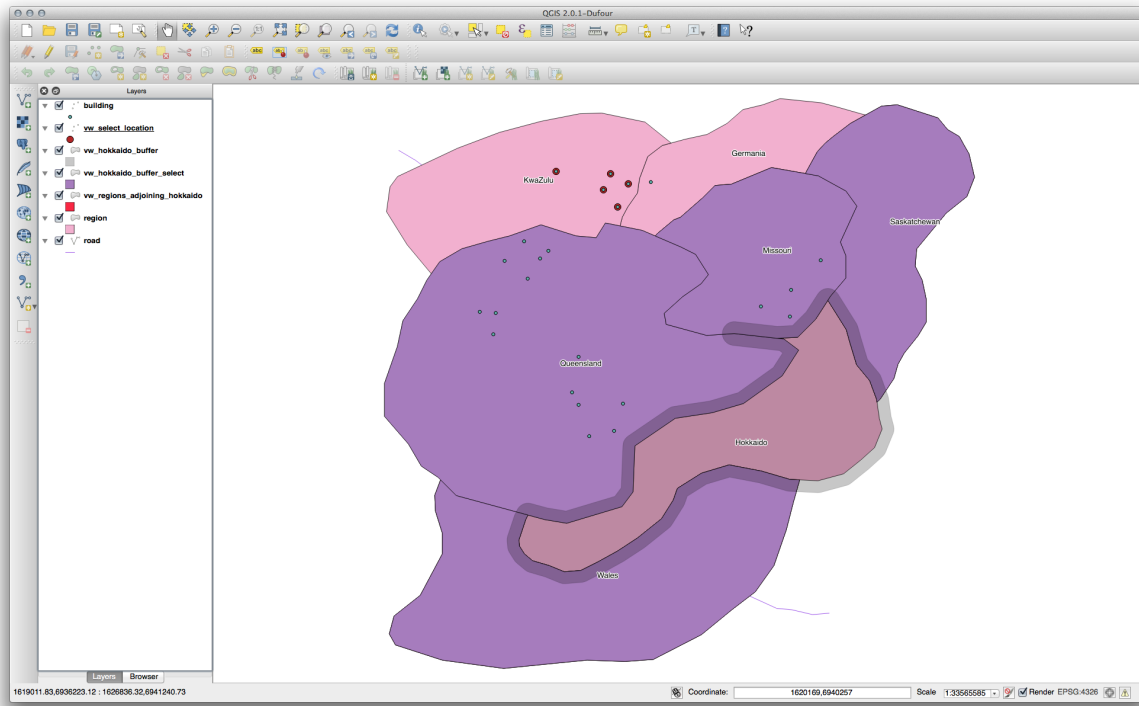 QGIS 2.0.1-Dufour
Layers
building
vw_select_location
vw_hokkaido_buffer
vw_hokkaido_buffer_select
vw_regions_adjoining_hokkaido
region
road
Germania
KwaZulu
Saskatchewan
Missouri
Queensland
Hokkaido
Wales
Layers
Browser
1619011.83,6936223.12 : 1626836.32,6941240.73
Coordinate:
1620169,6940257
Scale
1:33565585
Render
EPSG:4326